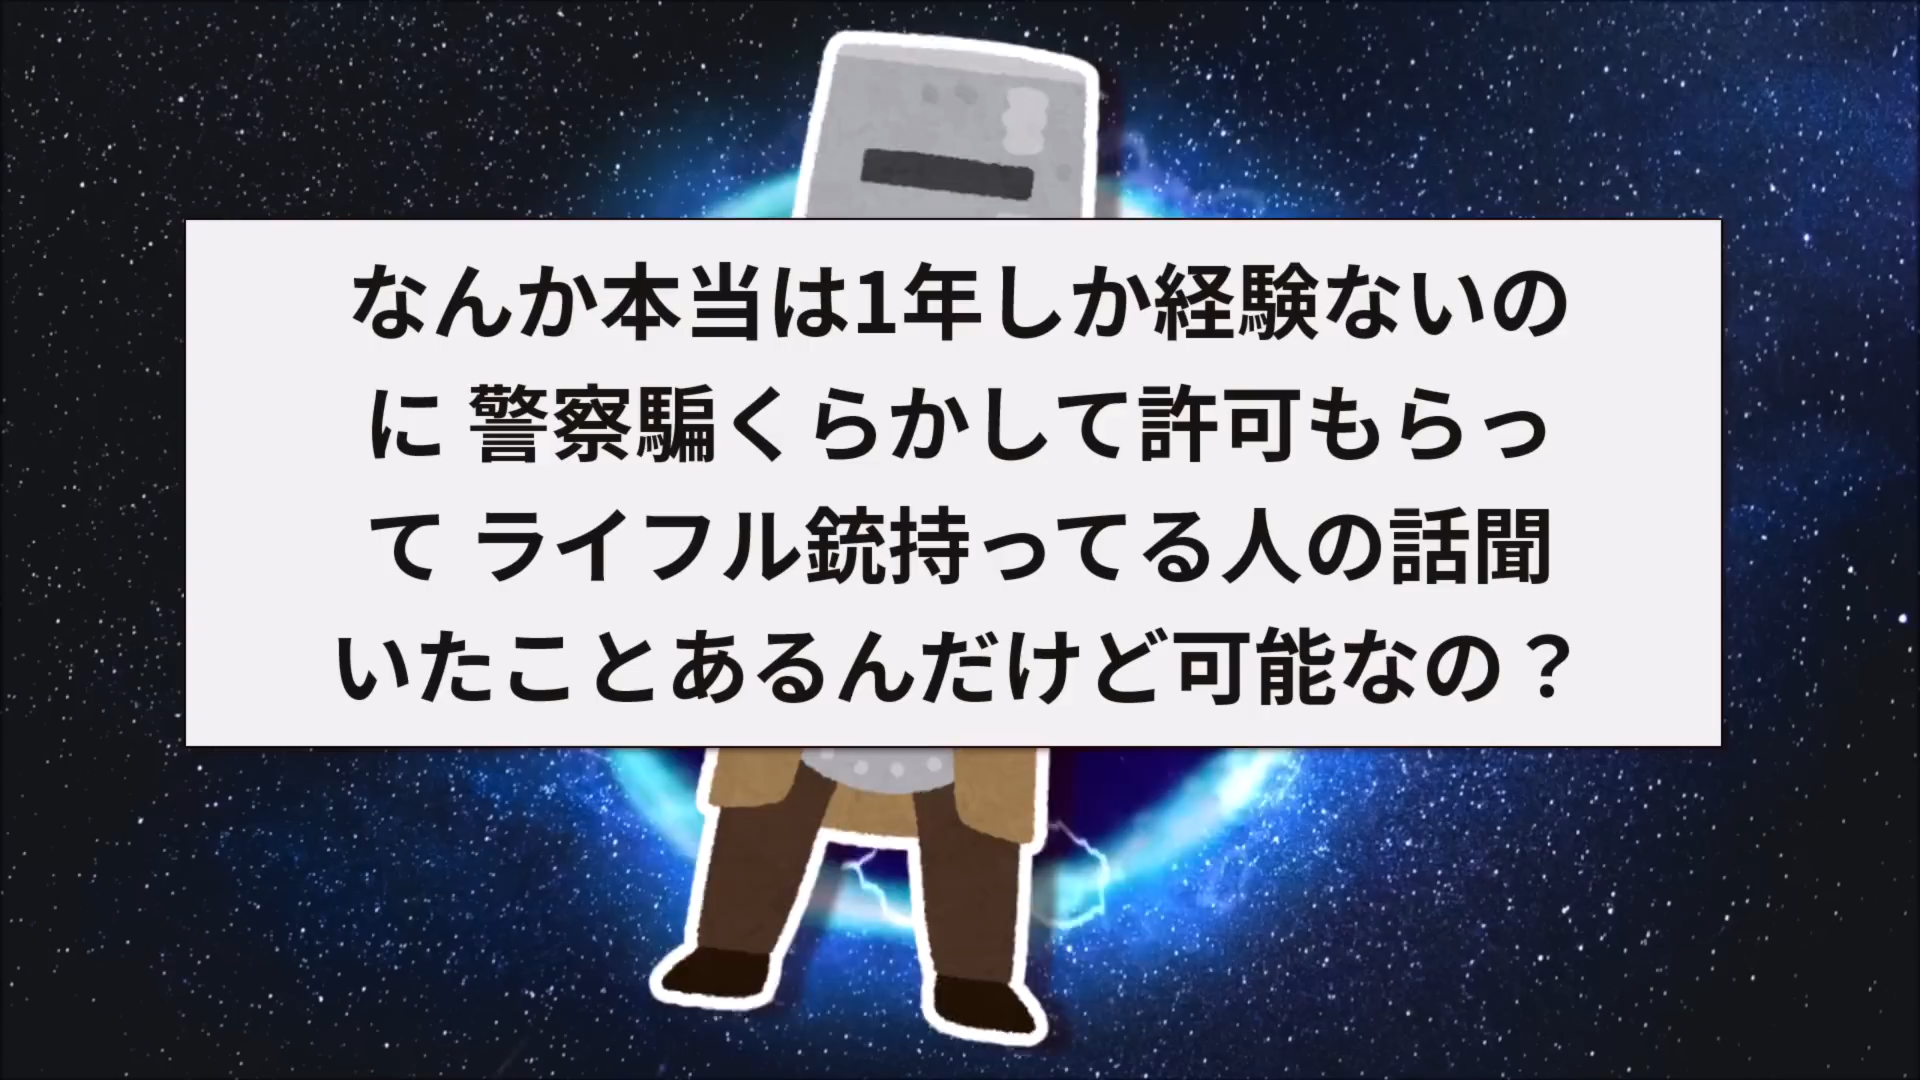 なんか本当は1年しか経験ないの
に 警察騙くらかして許可もらっ
て ライフル銃持ってる人の話聞
いたことあるんだけど可能なの？